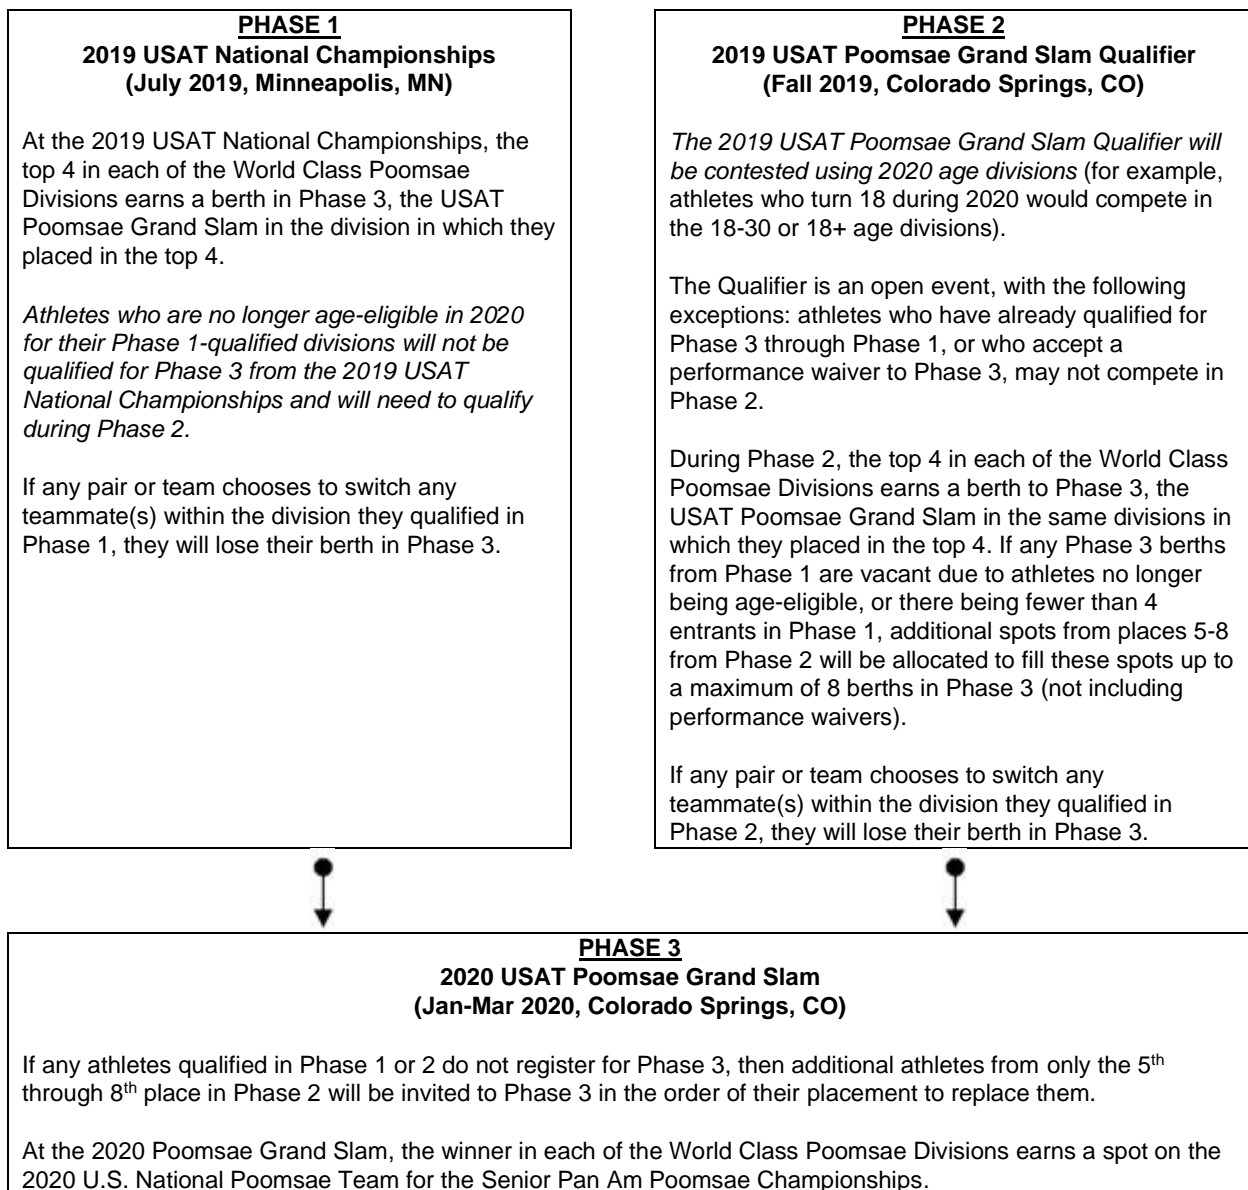 PHASE 1
2019 USAT National Championships
(July 2019, Minneapolis, MN)
At the 2019 USAT National Championships, the
top 4 in each of the World Class Poomsae
Divisions earns a berth in Phase 3, the USAT
Poomsae Grand Slam in the division in which they
placed in the top 4.
Athletes who are no longer age-eligible in 2020
for their Phase 1-qualified divisions will not be
qualified for Phase 3 from the 2019 USAT
National Championships and will need to qualify
during Phase 2.
If any pair or team chooses to switch any
teammate(s) within the division they qualified in
Phase 1, they will lose their berth in Phase 3.
PHASE 2
2019 USAT Poomsae Grand Slam Qualifier
(Fall 2019, Colorado Springs, CO)
The 2019 USAT Poomsae Grand Slam Qualifier will
be contested using 2020 age divisions (for example,
athletes who turn 18 during 2020 would compete in
the 18-30 or 18+ age divisions).
The Qualifier is an open event, with the following
exceptions: athletes who have already qualified for
Phase 3 through Phase 1, or who accept a
performance waiver to Phase 3, may not compete in
Phase 2.
During Phase 2, the top 4 in each of the World Class
Poomsae Divisions earns a berth to Phase 3, the
USAT Poomsae Grand Slam in the same divisions in
which they placed in the top 4. If any Phase 3 berths
from Phase 1 are vacant due to athletes no longer
being age-eligible, or there being fewer than 4
entrants in Phase 1, additional spots from places 5-8
from Phase 2 will be allocated to fill these spots up to
a maximum of 8 berths in Phase 3 (not including
performance waivers).
If any pair or team chooses to switch any
teammate(s) within the division they qualified in
Phase 2, they will lose their berth in Phase 3.
PHASE 3
2020 USAT Poomsae Grand Slam
(Jan-Mar 2020, Colorado Springs, CO)
If any athletes qualified in Phase 1 or 2 do not register for Phase 3, then additional athletes from only the 5th
through 8th place in Phase 2 will be invited to Phase 3 in the order of their placement to replace them.
At the 2020 Poomsae Grand Slam, the winner in each of the World Class Poomsae Divisions earns a spot on the
2020 U.S. National Poomsae Team for the Senior Pan Am Poomsae Championships.